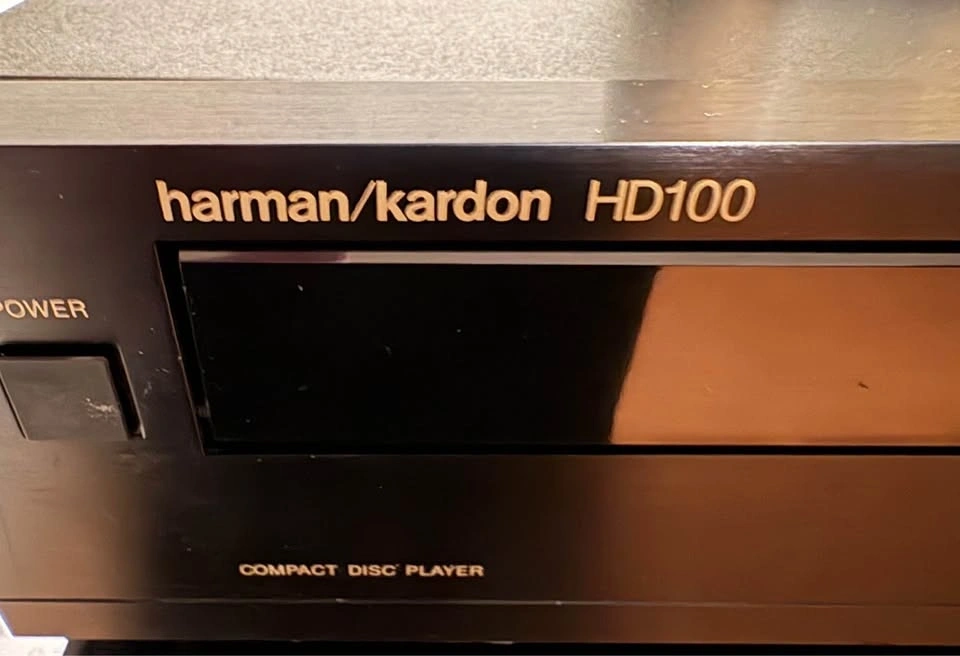 harman/kardon HD100
POWER
COMPACT DISC PLAYER